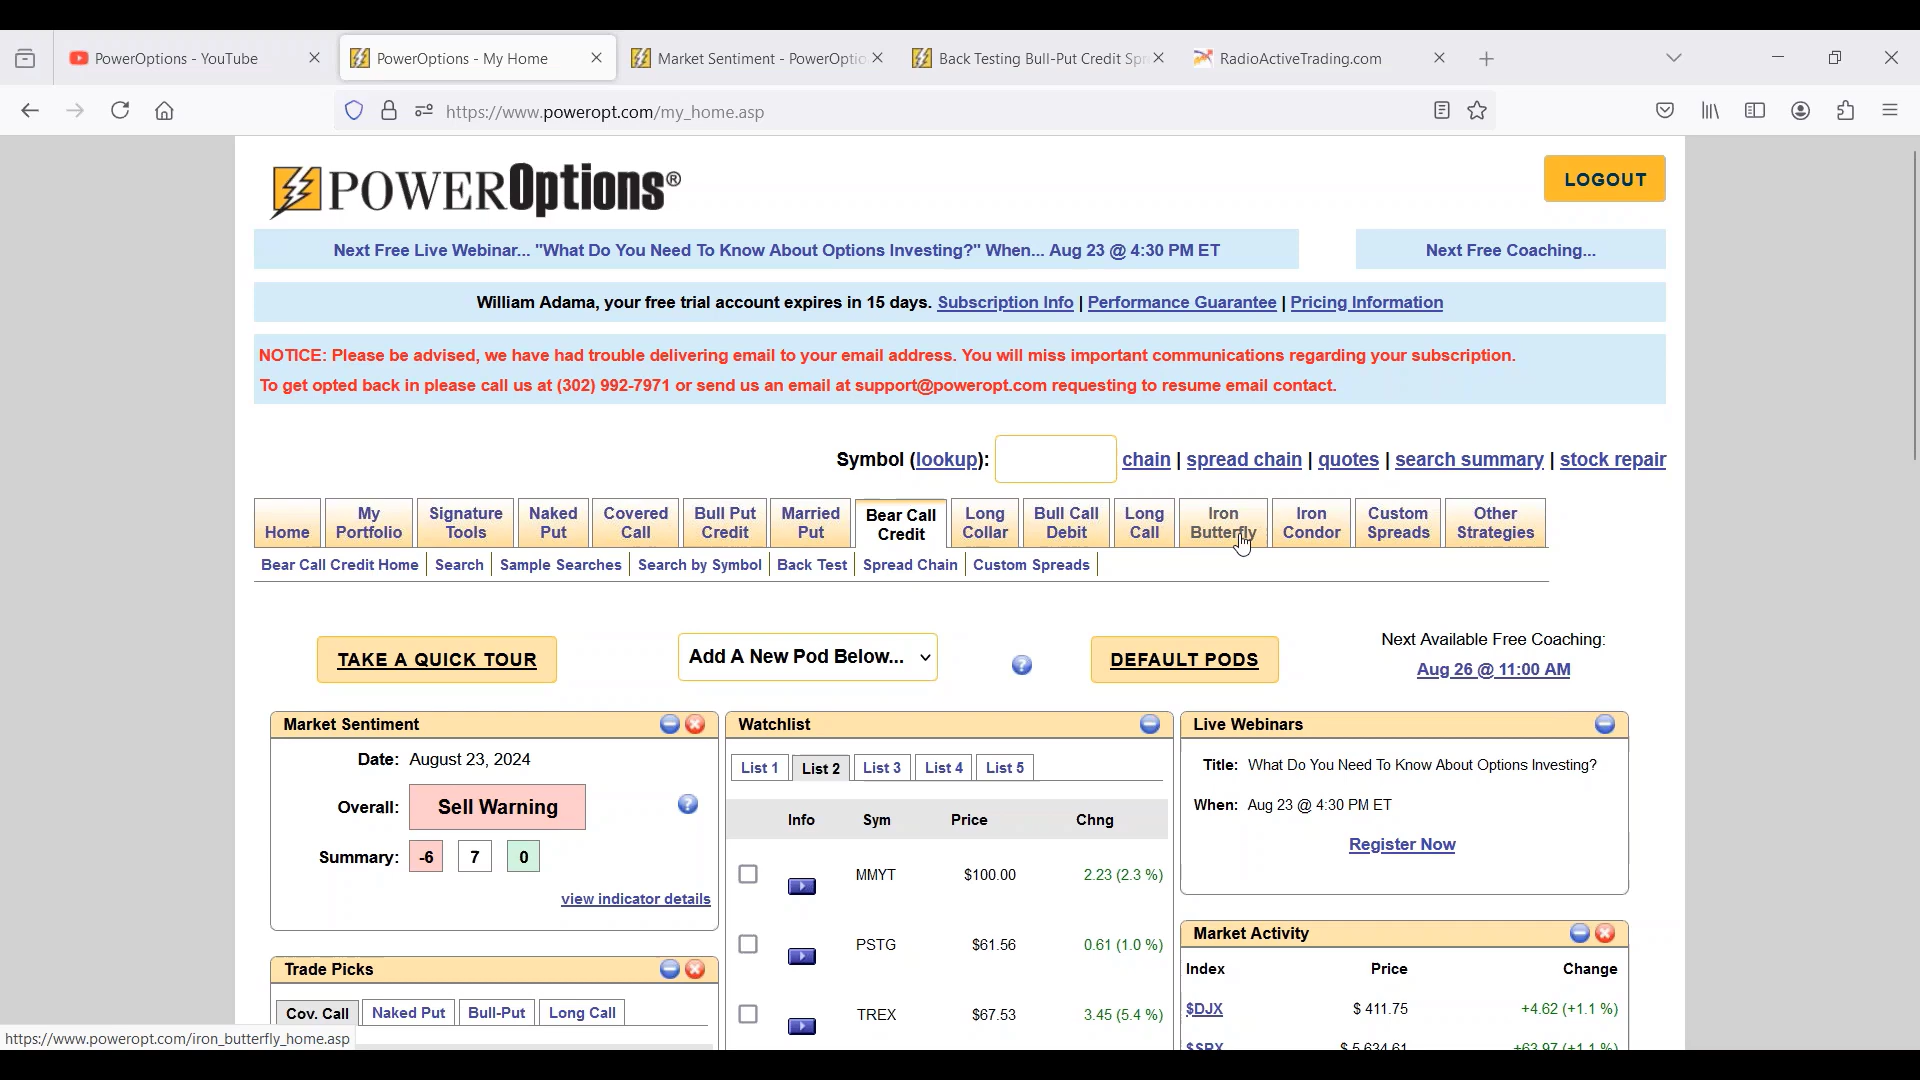 PowerOptions - YouTube
PowerOptions - My Home
Market Sentiment - PowerOptio
Back Testing Bull-Put Credit Spr
RadioActiveTrading.com
https://www.poweropt.com/my_home.asp
POWEROptions®
LOGOUT
Next Free Live Webinar... "What Do You Need To Know About Options Investing?" When... Aug 23 @ 4:30 PM ET
Next Free Coaching...
William Adama, your free trial account expires in 15 days. Subscription Info | Performance Guarantee | Pricing Information
NOTICE: Please be advised, we have had trouble delivering email to your email address. You will miss important communications regarding your subscription.
To get opted back in please call us at (302) 992-7971 or send us an email at support@poweropt.com requesting to resume email contact.
Symbol (lookup): chain | spread chain | quotes | search summary | stock repair
Home
My Portfolio
Signature Tools
Naked Put
Covered Call
Bull Put Credit
Married Put
Bear Call Credit
Long Collar
Bull Call Debit
Long Call
Iron Butterfly
Iron Condor
Custom Spreads
Other Strategies
Bear Call Credit Home
Search
Sample Searches
Search by Symbol
Back Test
Spread Chain
Custom Spreads
TAKE A QUICK TOUR
Add A New Pod Below...
?
DEFAULT PODS
Next Available Free Coaching:
Aug 26 @ 11:00 AM
Market Sentiment
Date: August 23, 2024
Overall: Sell Warning
?
Summary: -6 7 0
view indicator details
Trade Picks
Cov. Call
Naked Put
Bull-Put
Long Call
Watchlist
List 1
List 2
List 3
List 4
List 5
Info Sym Price Chng
MMYT $100.00 2.23 (2.3 %)
PSTG $61.56 0.61 (1.0 %)
TREX $67.53 3.45 (5.4 %)
Live Webinars
Title: What Do You Need To Know About Options Investing?
When: Aug 23 @ 4:30 PM ET
Register Now
Market Activity
Index Price Change
$DJX $ 411.75 +4.62 (+1.1 %)
$SPX $ 5,634.61 +63.97 (+1.1 %)
https://www.poweropt.com/iron_butterfly_home.asp